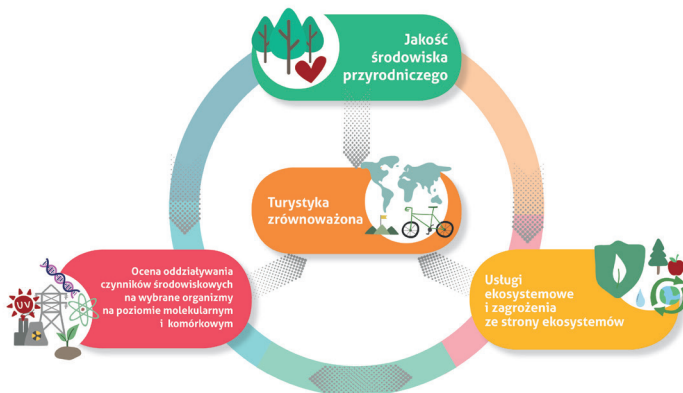 Jakość
środowiska
przyrodniczego
Turystyka
zrównoważona
Ocena oddziaływania
czynników środowiskowych
na wybrane organizmy
na poziomie molekularnym
i komórkowym
UV
Usługi
ekosystemowe
i zagrożenia
ze strony ekosystemów